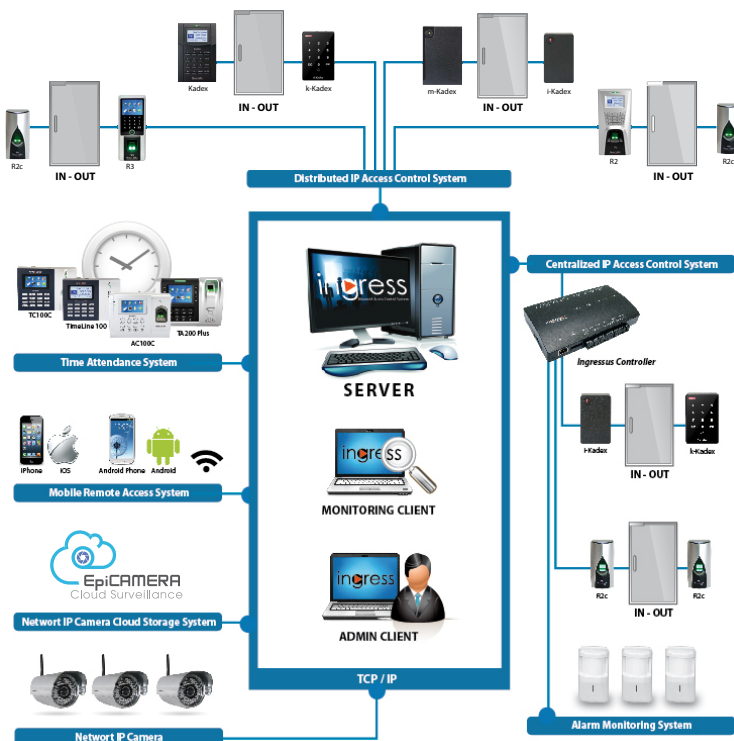 Kadex
IN - OUT
k-Kadex
m-Kadex
IN - OUT
i-Kadex
R2c
IN - OUT
R3
R2
IN - OUT
R2c
Distributed IP Access Control System
TC100C
TimeLine 100
AC100C
TA200 Plus
Time Attendance System
iPhone
IOS
Android Phone
Android
Mobile Remote Access System
EpiCAMERA
Cloud Surveillance
Networt IP Camera Cloud Storage System
Networt IP Camera
ingress
SERVER
ingress
MONITORING CLIENT
ingress
ADMIN CLIENT
TCP / IP
Centralized IP Access Control System
Ingressus Controller
i-Kadex
IN - OUT
k-Kadex
R2c
IN - OUT
R2c
Alarm Monitoring System